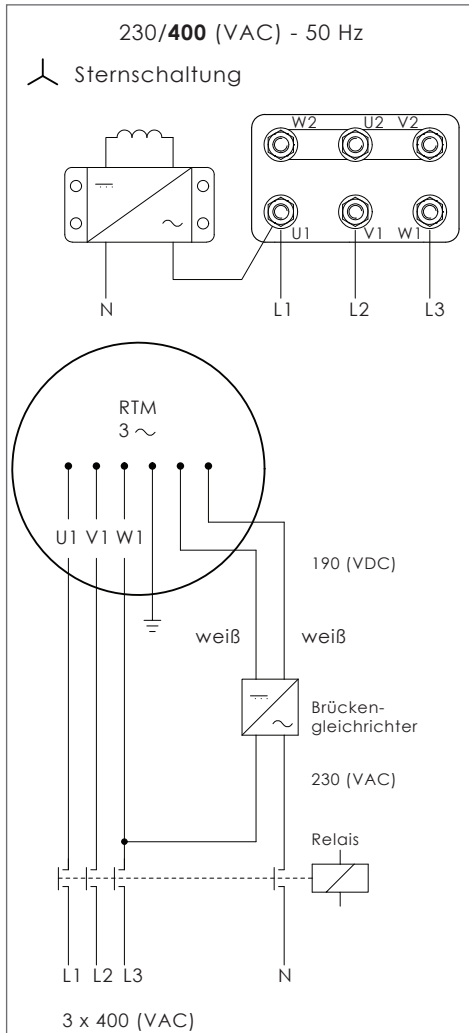 230/400 (VAC) - 50 Hz
Sternschaltung
W2 U2 V2
U1 V1 W1
N L1 L2 L3
RTM
3 ~
U1 V1 W1
190 (VDC)
weiß weiß
Brücken-
gleichrichter
230 (VAC)
Relais
L1 L2 L3 N
3 x 400 (VAC)